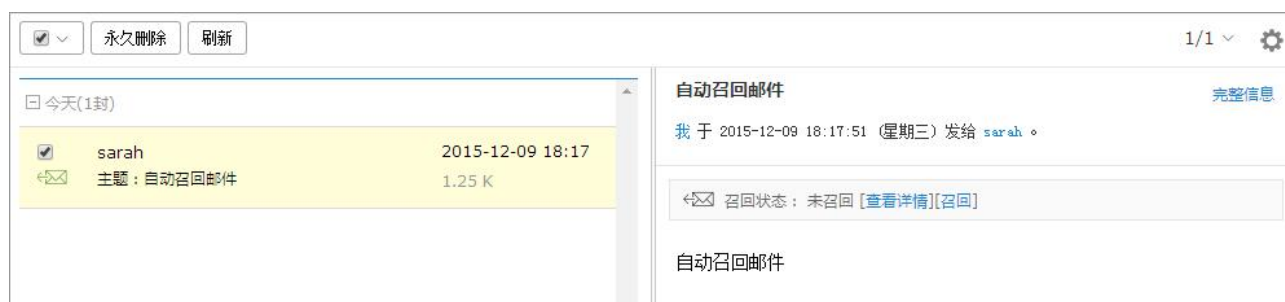 永久删除 刷新 1/1
今天(1封)
sarah 2015-12-09 18:17
主题：自动召回邮件 1.25 K
自动召回邮件 完整信息
我 于 2015-12-09 18:17:51 (星期三) 发给 sarah 。
召回状态： 未召回 [查看详情][召回]
自动召回邮件